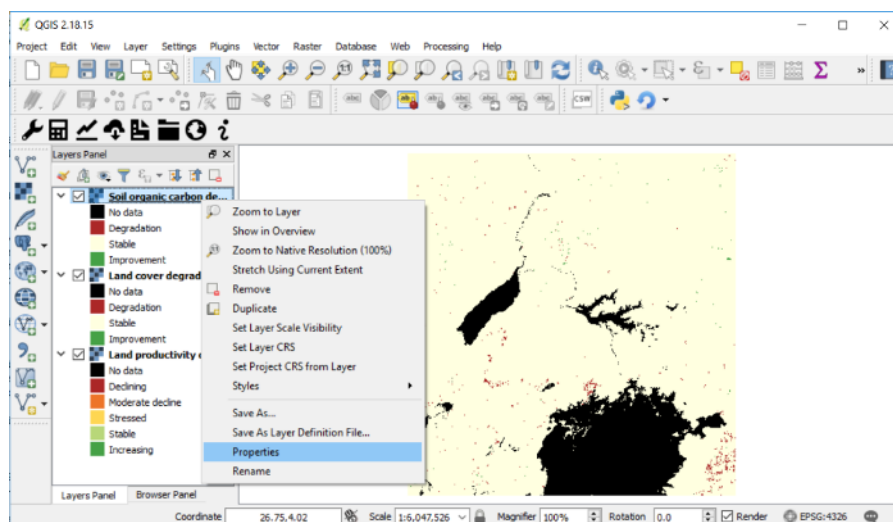 QGIS 2.18.15
Project Edit View Layer Settings Plugins Vector Raster Database Web Processing Help
abc
CSW
Layers Panel
Soil organic carbon de...
No data
Degradation
Stable
Improvement
Land cover degrad
No data
Degradation
Stable
Improvement
Land productivity
No data
Declining
Moderate decline
Stressed
Stable
Increasing
Zoom to Layer
Show in Overview
Zoom to Native Resolution (100%)
Stretch Using Current Extent
Remove
Duplicate
Set Layer Scale Visibility
Set Layer CRS
Set Project CRS from Layer
Styles
Save As...
Save As Layer Definition File...
Properties
Rename
Layers Panel Browser Panel
Coordinate 26.75,4.02 Scale 1:6,047,526 Magnifier 100% Rotation 0.0 Render EPSG:4326